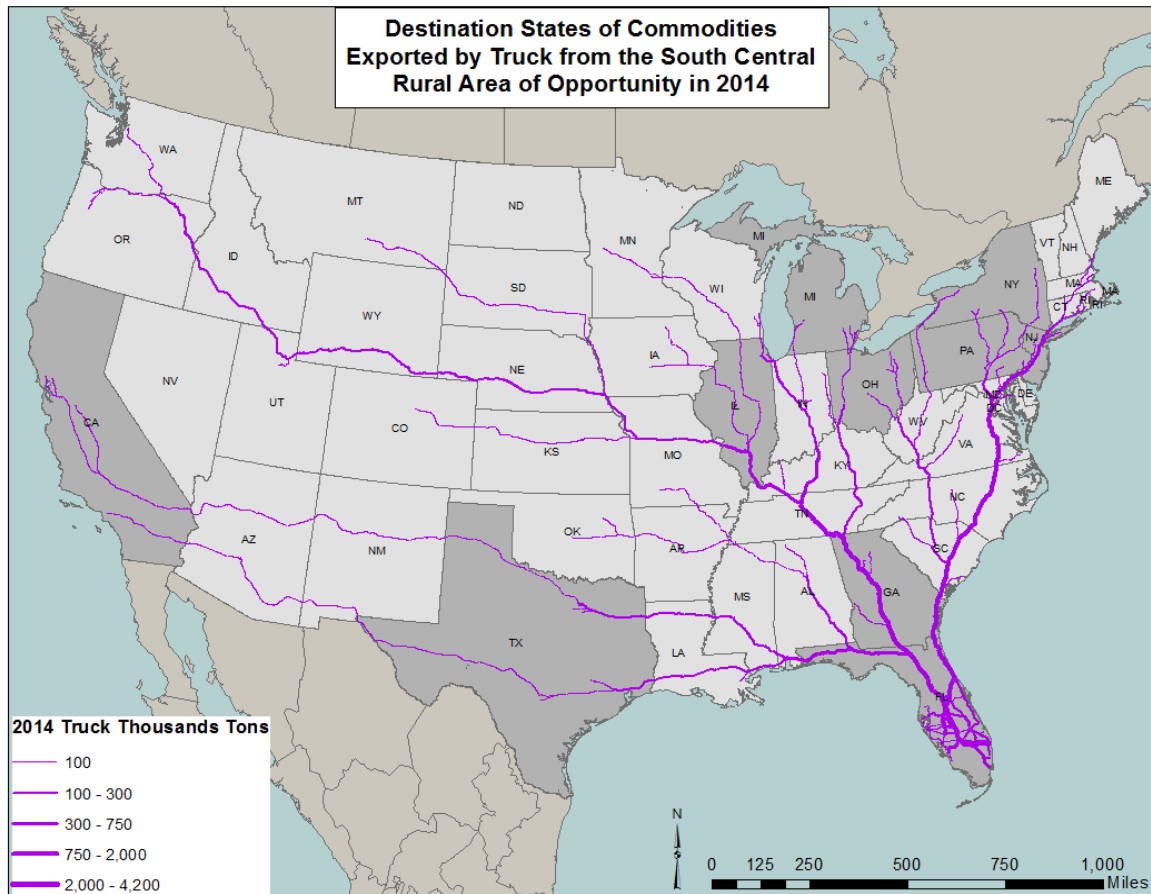 Destination States of Commodities
Exported by Truck from the South Central
Rural Area of Opportunity in 2014
WA
MT
ND
MN
ME
OR
ID
SD
WI
MI
MI
VT
NH
NY
MA
MA
CT
RI
RI
WY
IA
NE
PA
NJ
NV
UT
CO
IL
IN
OH
MD
DE
DC
WV
VA
CA
KS
MO
KY
NC
AZ
NM
OK
AR
TN
SC
TX
LA
MS
AL
GA
FL
2014 Truck Thousands Tons
100
100 - 300
300 - 750
750 - 2,000
2,000 - 4,200
N
S
0 125 250 500 750 1,000
Miles